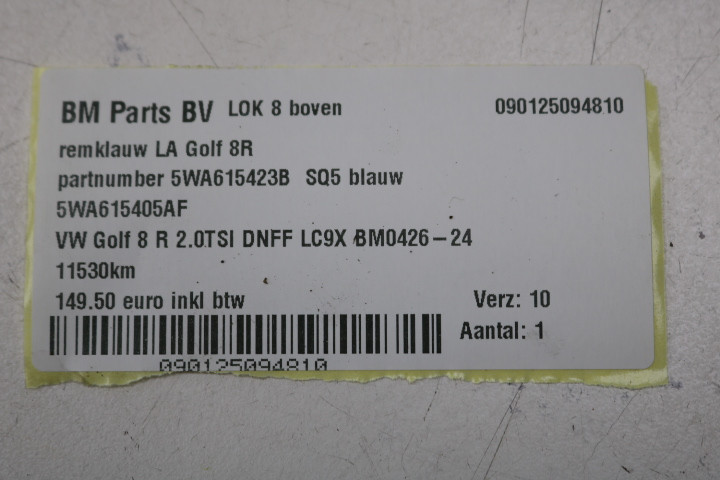 BM Parts BV LOK 8 boven 090125094810
remklauw LA Golf 8R
partnumber 5WA615423B SQ5 blauw
5WA615405AF
VW Golf 8 R 2.0TSI DNFF LC9X BM0426-24
11530km
149.50 euro inkl btw Verz: 10
Aantal: 1
090125094810